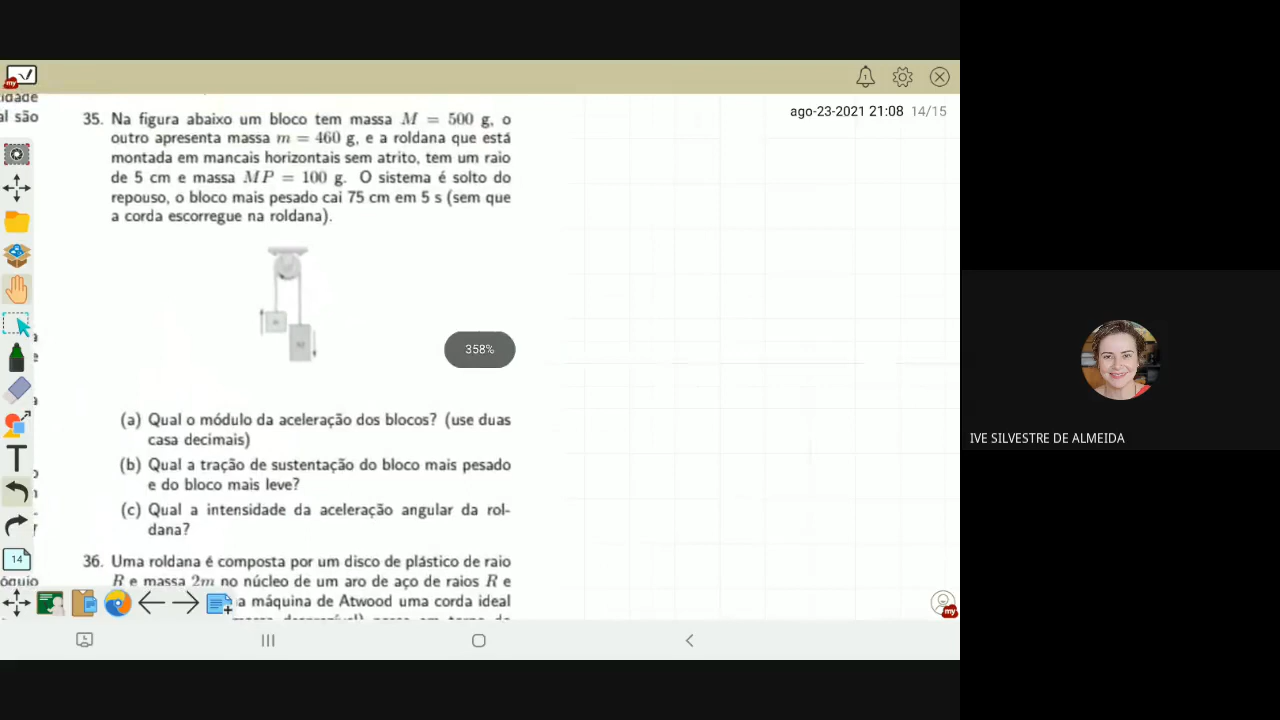 idade
al são
ago-23-2021 21:08 14/15
35. Na figura abaixo um bloco tem massa M = 500 g, o
outro apresenta massa m = 460 g, e a roldana que está
montada em mancais horizontais sem atrito, tem um raio
de 5 cm e massa MP = 100 g. O sistema é solto do
repouso, o bloco mais pesado cai 75 cm em 5 s (sem que
a corda escorregue na roldana).
358%
(a) Qual o módulo da aceleração dos blocos? (use duas
casa decimais)
(b) Qual a tração de sustentação do bloco mais pesado
e do bloco mais leve?
(c) Qual a intensidade da aceleração angular da rol-
dana?
36. Uma roldana é composta por um disco de plástico de raio
R e massa 2m no núcleo de um aro de aço de raios R e
a máquina de Atwood uma corda ideal
14
óquio
T
my
my
IVE SILVESTRE DE ALMEIDA